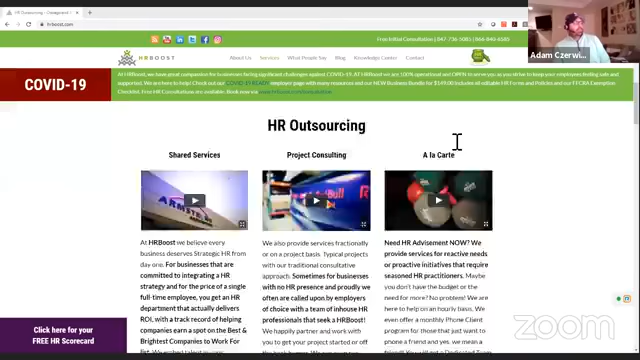 HR Outsourcing
hrboost.com
Free Initial Consultation | 847-736-5085 | 866-840-6585
HRBOOST
About Us
Services
What People Say
Blog
Knowledge Center
Contact
Adam Czerwi...
COVID-19
At HRBoost, we have great compassion for businesses facing significant challenges against COVID-19. At HRBoost we are 100% operational and OPEN to serve you as you strive to keep your employees feeling safe and
supported. We are here to help! Check out our COVID READY employer page with many resources and our NEW Business Bundle for $149.00 includes all editable HR Forms and Policies and our FFCRA Exemption
Checklist. Free HR Consultations are available. Book now via
HR Outsourcing
Shared Services
Project Consulting
A la Carte
ARMSTRONG
Red Bull
At HRBoost we believe every
business deserves Strategic HR from
day one. For businesses that are
committed to integrating a HR
strategy and for the price of a single
full-time employee, you get an HR
department that actually delivers
ROI, with a track record of helping
companies earn a spot on the Best &
Brightest Companies to Work For
We also provide services fractionally
or on a project basis. Typical projects
with our traditional consultative
approach. Sometimes for businesses
with no HR presence and proudly we
often are called upon by employers
of choice with a team of inhouse
HR professionals that seek a HRBoost!
We happily partner and work with
you to get your project started or off
Need HR Advisement NOW? We
provide services for reactive needs
or proactive initiatives that require
seasoned HR practitioners. Maybe
you don't have the budget or the
need for more? No problem! We are
here to help on an hourly basis. We
even offer a monthly Phone Client
program for those that just want to
phone a friend and yes, we mean a
friend! You will get a Dedicated Team
Click here for your
FREE HR Scorecard
zoom